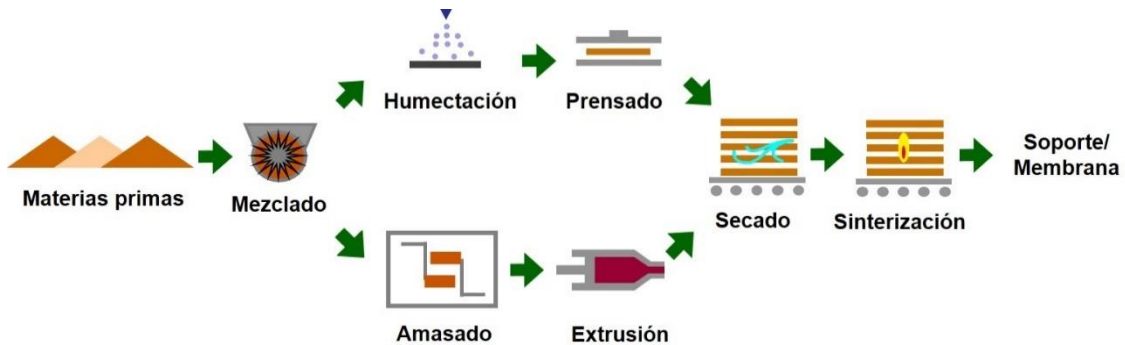 Humectación
Prensado
Materias primas
Mezclado
Amasado
Extrusión
Secado
Sinterización
Soporte/
Membrana